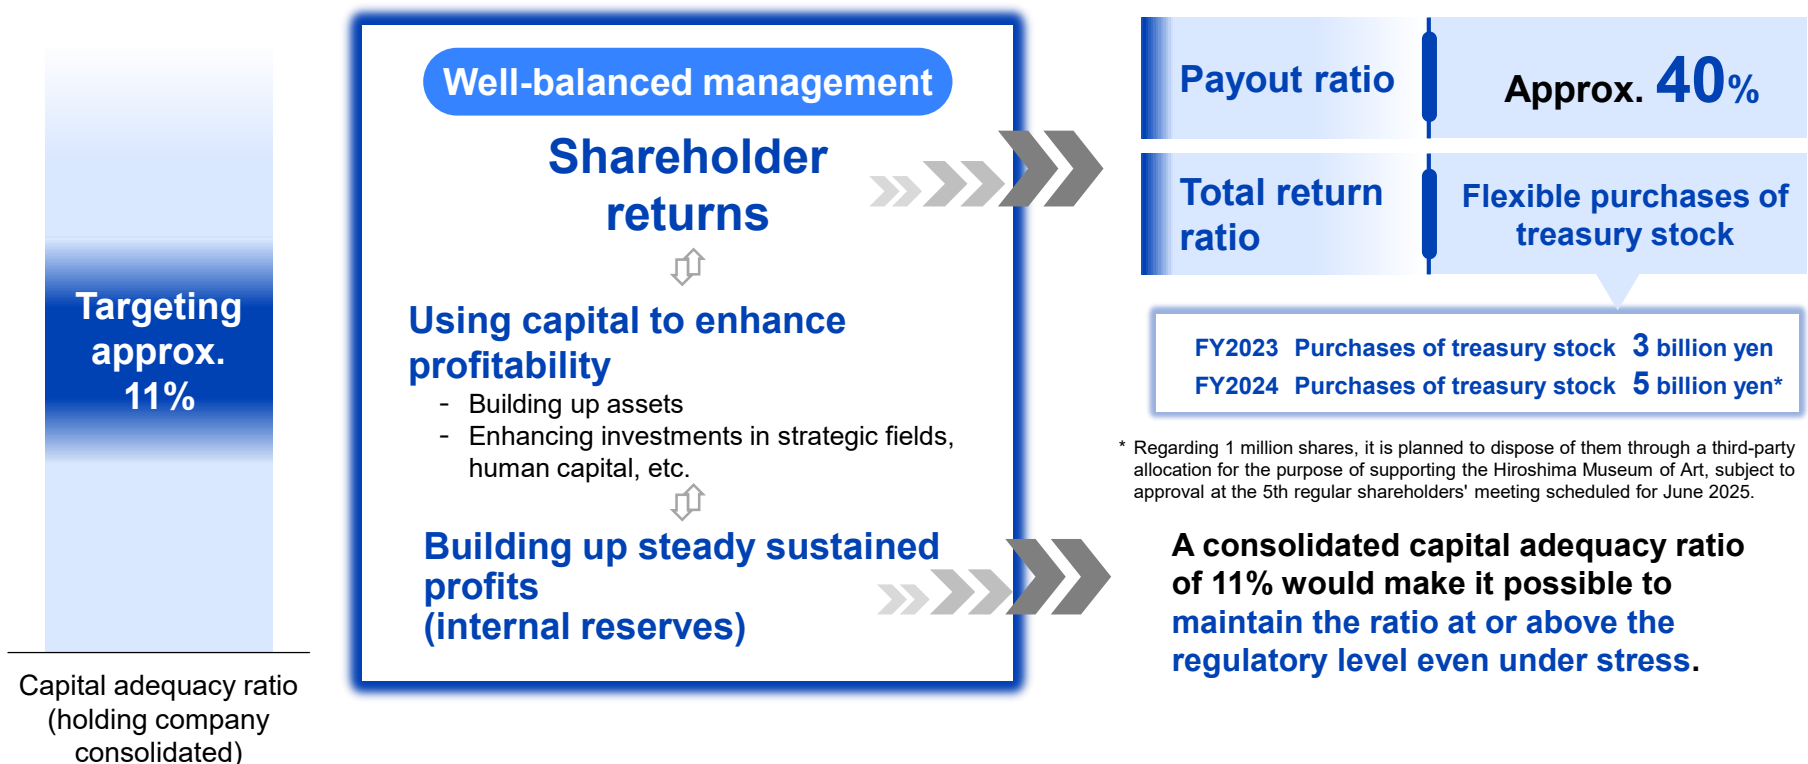 Targeting
approx.
11%
Capital adequacy ratio
(holding company
consolidated)
Well-balanced management
Shareholder
returns
Using capital to enhance
profitability
- Building up assets
- Enhancing investments in strategic fields,
human capital, etc.
Building up steady sustained
profits
(internal reserves)
Payout ratio
Approx. 40%
Total return
ratio
Flexible purchases of
treasury stock
FY2023 Purchases of treasury stock 3 billion yen
FY2024 Purchases of treasury stock 5 billion yen*
* Regarding 1 million shares, it is planned to dispose of them through a third-party
allocation for the purpose of supporting the Hiroshima Museum of Art, subject to
approval at the 5th regular shareholders' meeting scheduled for June 2025.
A consolidated capital adequacy ratio
of 11% would make it possible to
maintain the ratio at or above the
regulatory level even under stress.